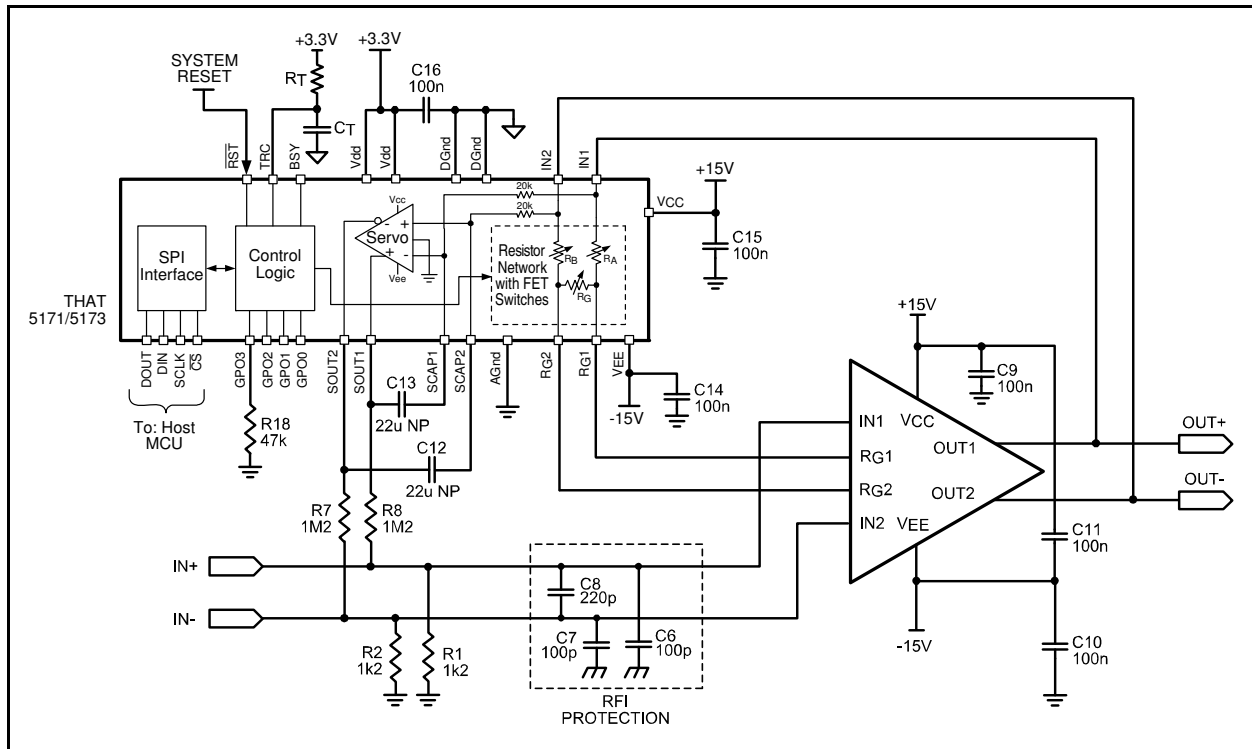 +3.3V
+3.3V
SYSTEM
RESET
RT
C16
100n
CT
RST
TRC
BSY
Vdd
Vdd
DGnd
DGnd
IN2
IN1
+15V
VCC
C15
100n
20k
20k
Vcc
- +
Servo
+ -
Vee
SPI
Interface
Control
Logic
Resistor
Network
with FET
Switches
RB
RA
RG
THAT
5171/5173
DOUT
DIN
SCLK
CS
GPO3
GPO2
GPO1
GPO0
SOUT2
SOUT1
SCAP1
SCAP2
AGnd
RG2
RG1
VEE
To: Host
MCU
R18
47k
C13
22u NP
C12
22u NP
C14
100n
-15V
R7
1M2
R8
1M2
+15V
C9
100n
VCC
IN1
RG1
RG2
IN2
OUT1
OUT2
VEE
OUT+
OUT-
C11
100n
-15V
C10
100n
IN+
IN-
R2
1k2
R1
1k2
C8
220p
C7
100p
C6
100p
RFI
PROTECTION